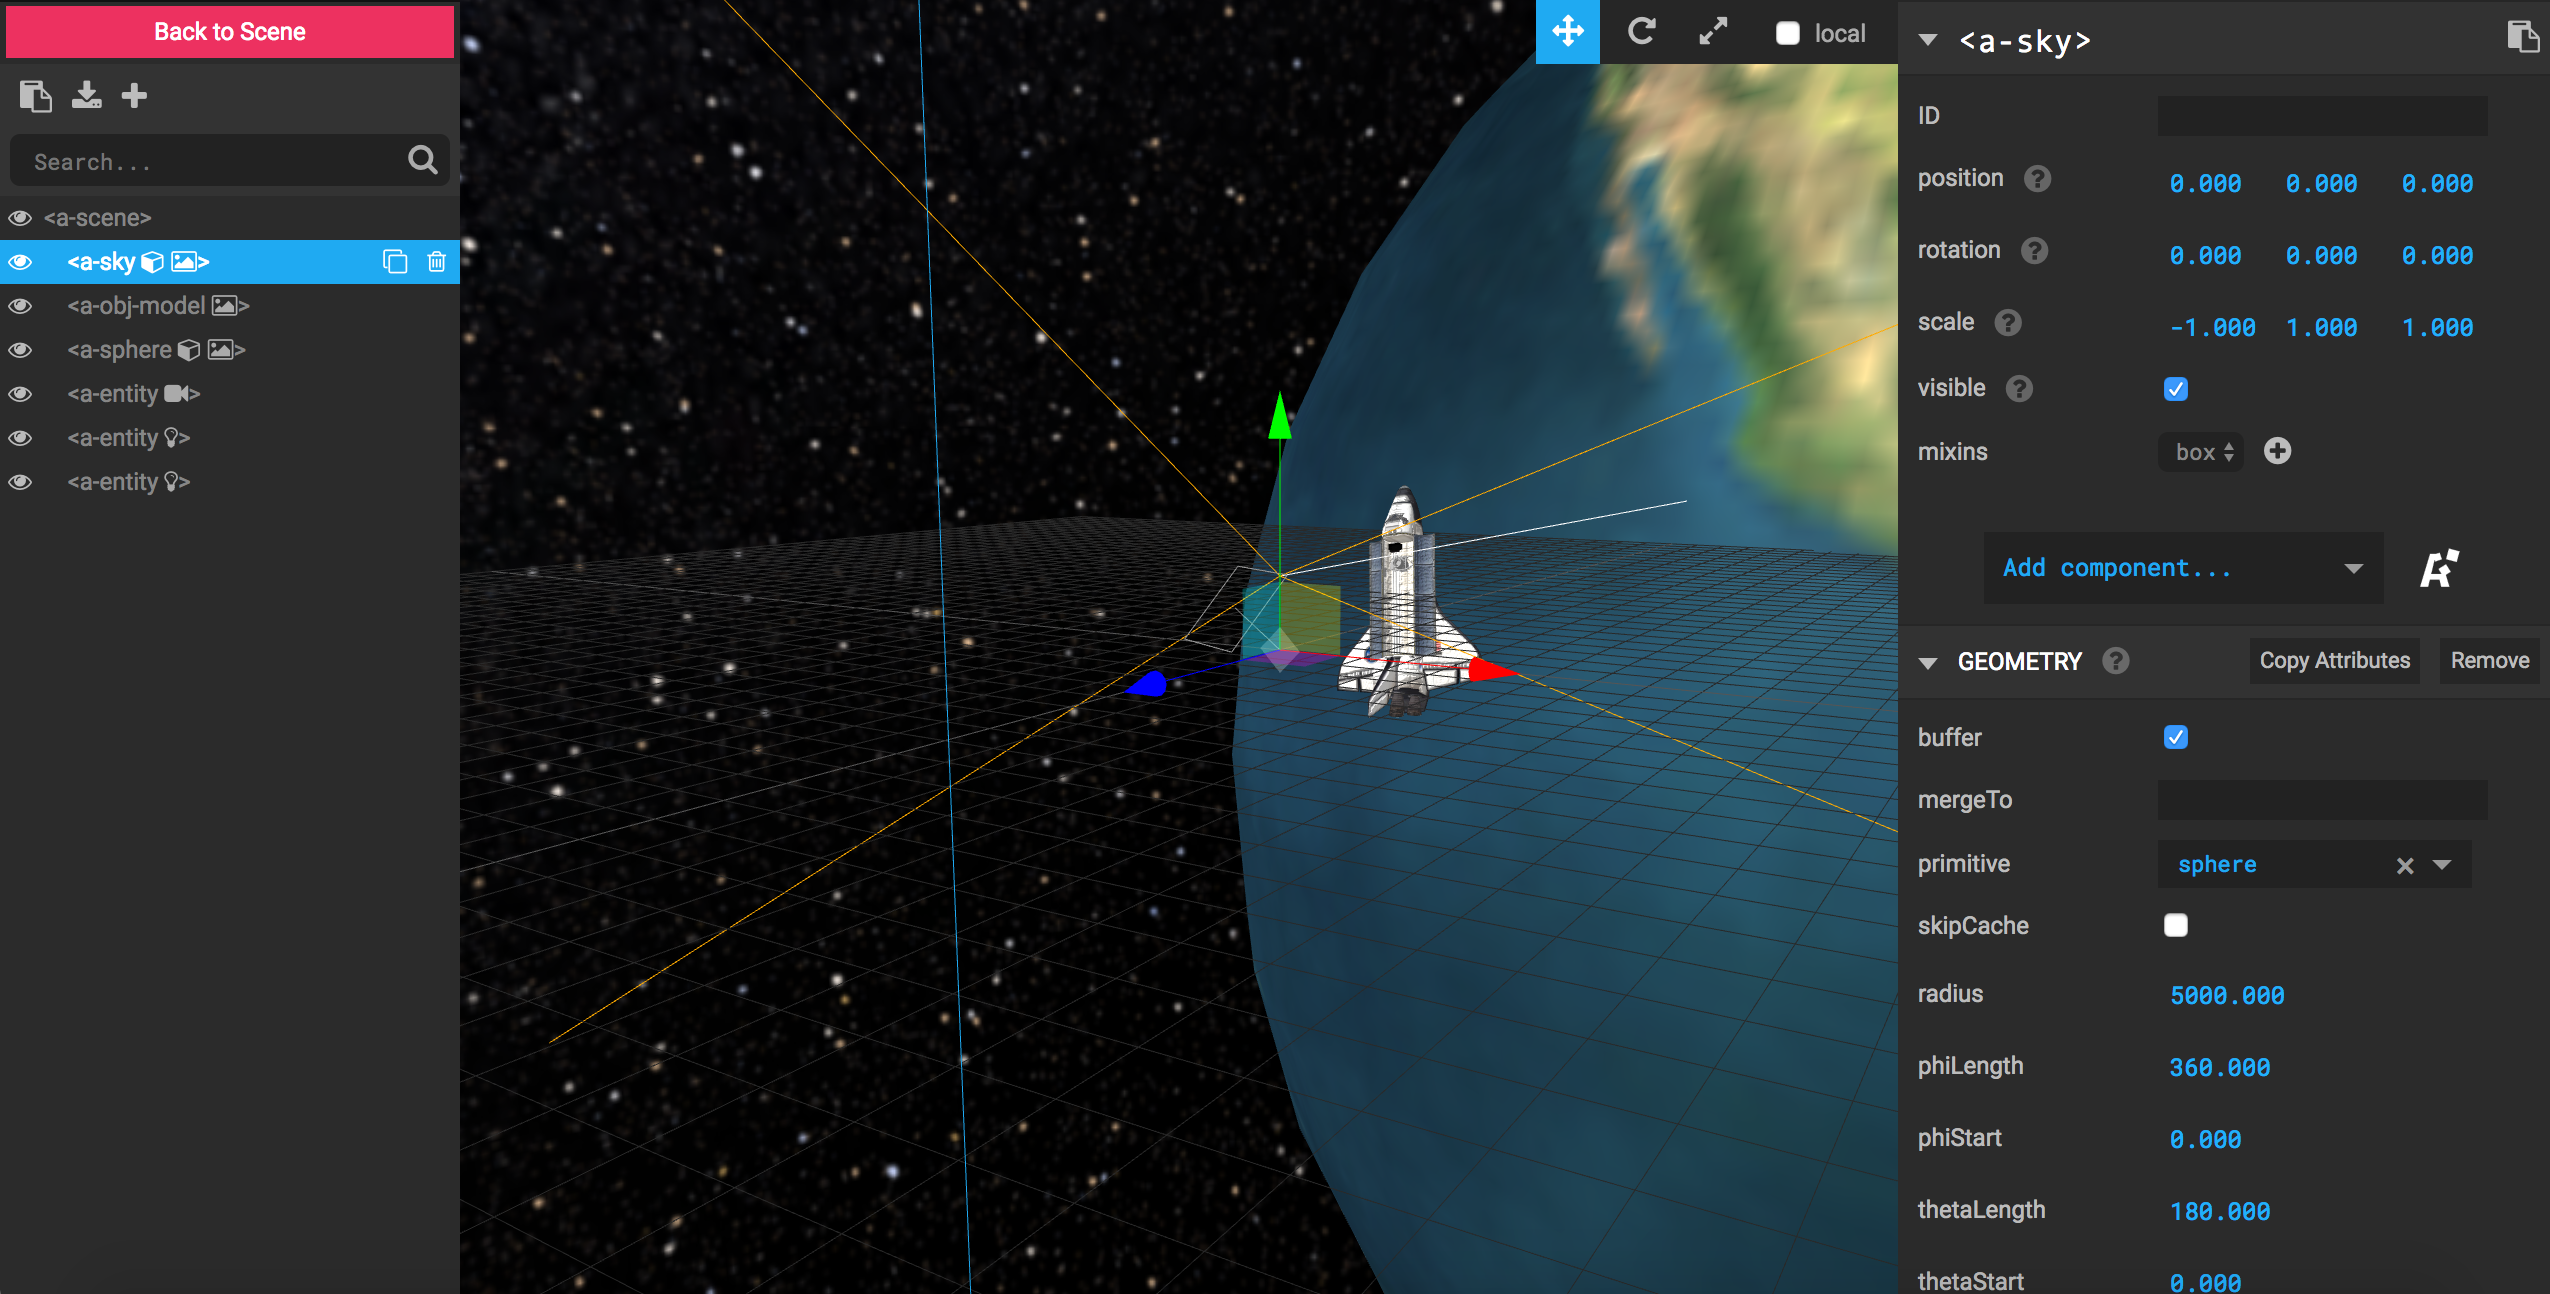 Back to Scene
Search...
<a-scene>
<a-sky >
<a-obj-model >
<a-sphere >
<a-entity >
<a-entity >
<a-entity >
local
<a-sky>
ID
position 0.000 0.000 0.000
rotation 0.000 0.000 0.000
scale -1.000 1.000 1.000
visible
mixins box
Add component...
GEOMETRY Copy Attributes Remove
buffer
mergeTo
primitive sphere
skipCache
radius 5000.000
phiLength 360.000
phiStart 0.000
thetaLength 180.000
thetaStart 0.000